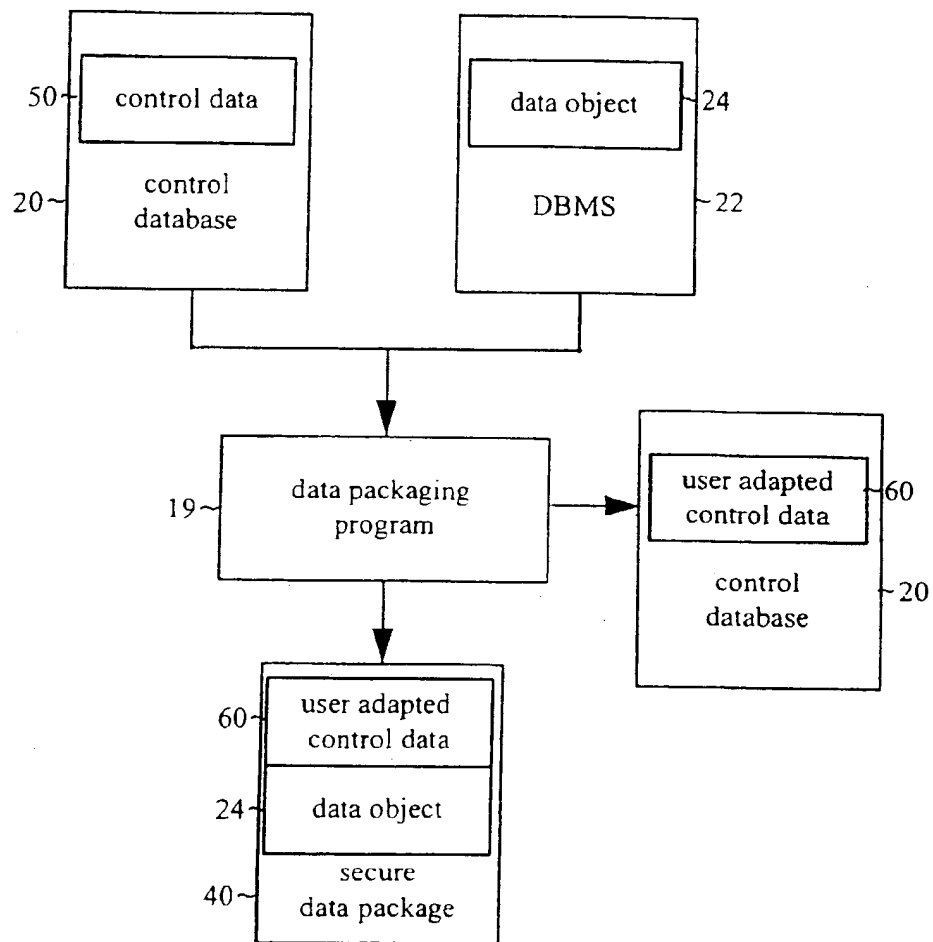 50
control data
control
database
20
data object
24
DBMS
22
19
data packaging
program
user adapted
control data
60
control
database
20
60
user adapted
control data
24
data object
40
secure
data package